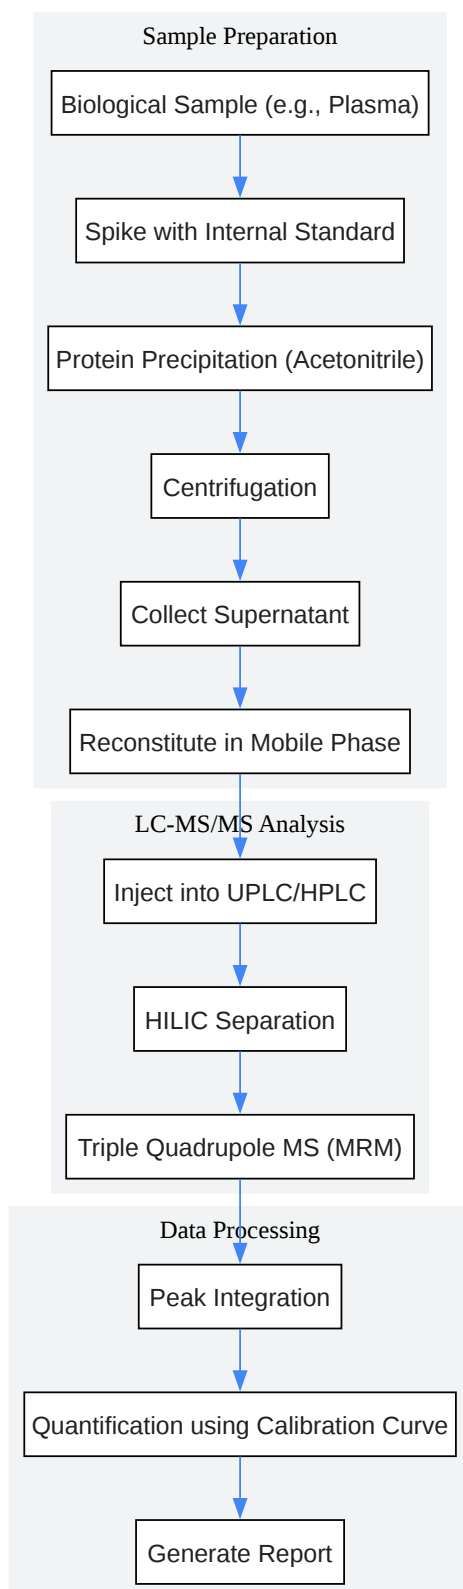 Sample Preparation
Biological Sample (e.g., Plasma)
Spike with Internal Standard
Protein Precipitation (Acetonitrile)
Centrifugation
Collect Supernatant
Reconstitute in Mobile Phase
LC-MS/MS Analysis
Inject into UPLC/HPLC
HILIC Separation
Triple Quadrupole MS (MRM)
Data Processing
Peak Integration
Quantification using Calibration Curve
Generate Report